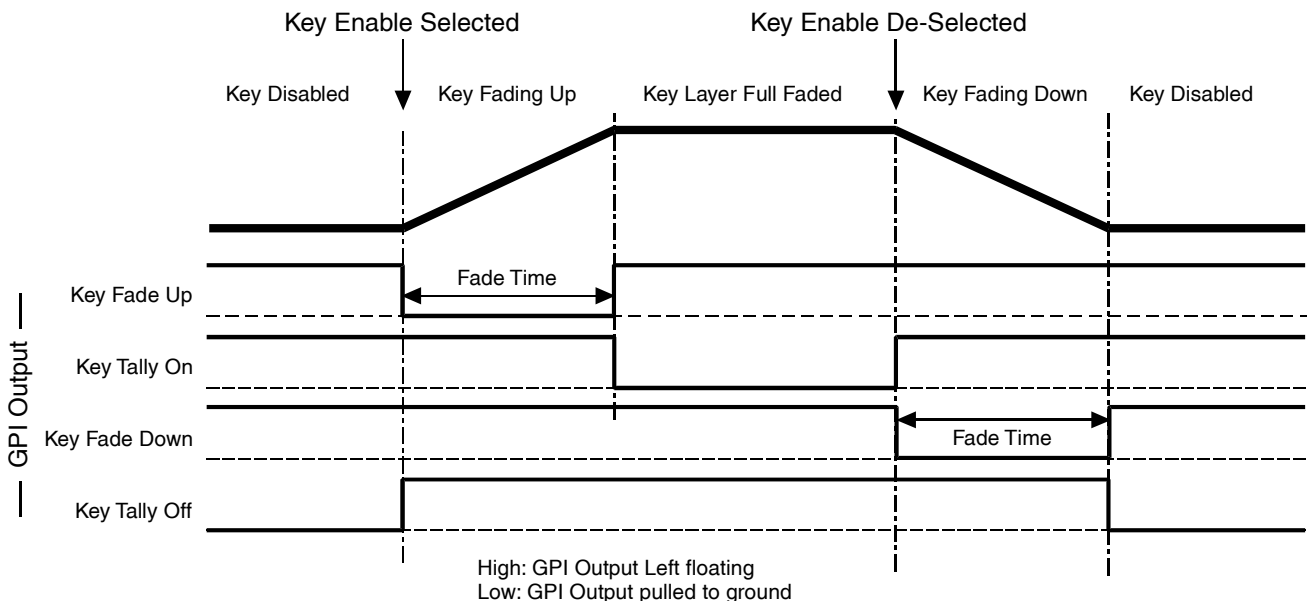 Key Enable Selected
Key Enable De-Selected
Key Disabled
Key Fading Up
Key Layer Full Faded
Key Fading Down
Key Disabled
GPI Output
Key Fade Up
Fade Time
Key Tally On
Key Fade Down
Fade Time
Key Tally Off
High: GPI Output Left floating
Low: GPI Output pulled to ground